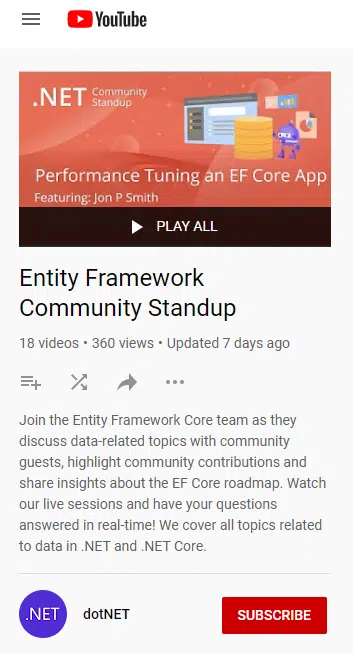 YouTube
.NET Community
Standup
Performance Tuning an EF Core App
Featuring: Jon P Smith
PLAY ALL
Entity Framework
Community Standup
18 videos • 360 views • Updated 7 days ago
Join the Entity Framework Core team as they
discuss data-related topics with community
guests, highlight community contributions and
share insights about the EF Core roadmap. Watch
our live sessions and have your questions
answered in real-time! We cover all topics related
to data in .NET and .NET Core.
.NET dotNET SUBSCRIBE